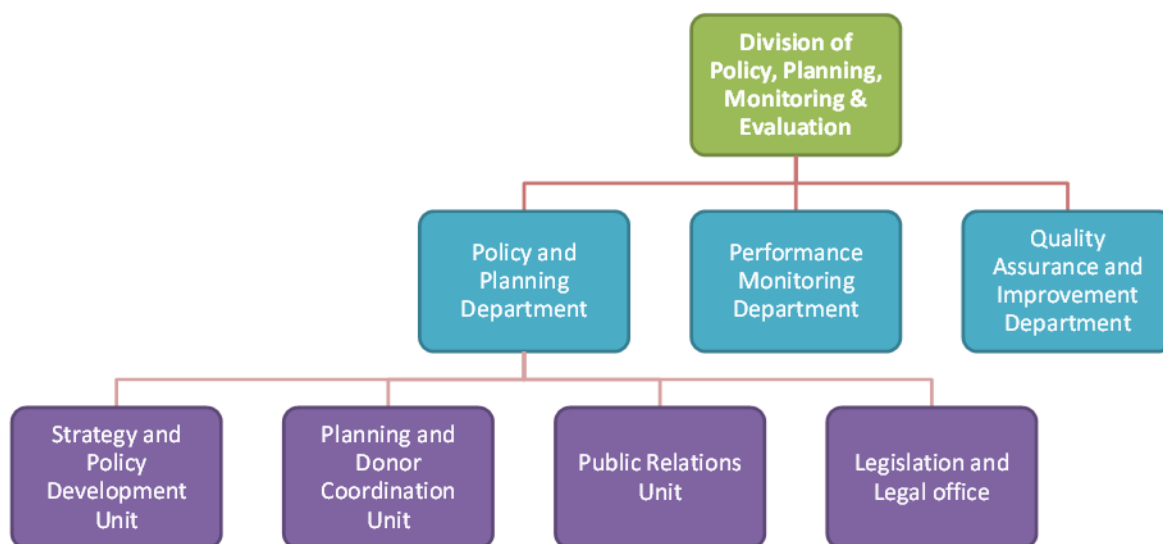 Division of
Policy, Planning,
Monitoring &
Evaluation
Policy and
Planning
Department
Performance
Monitoring
Department
Quality
Assurance and
Improvement
Department
Strategy and
Policy
Development
Unit
Planning and
Donor
Coordination
Unit
Public Relations
Unit
Legislation and
Legal office